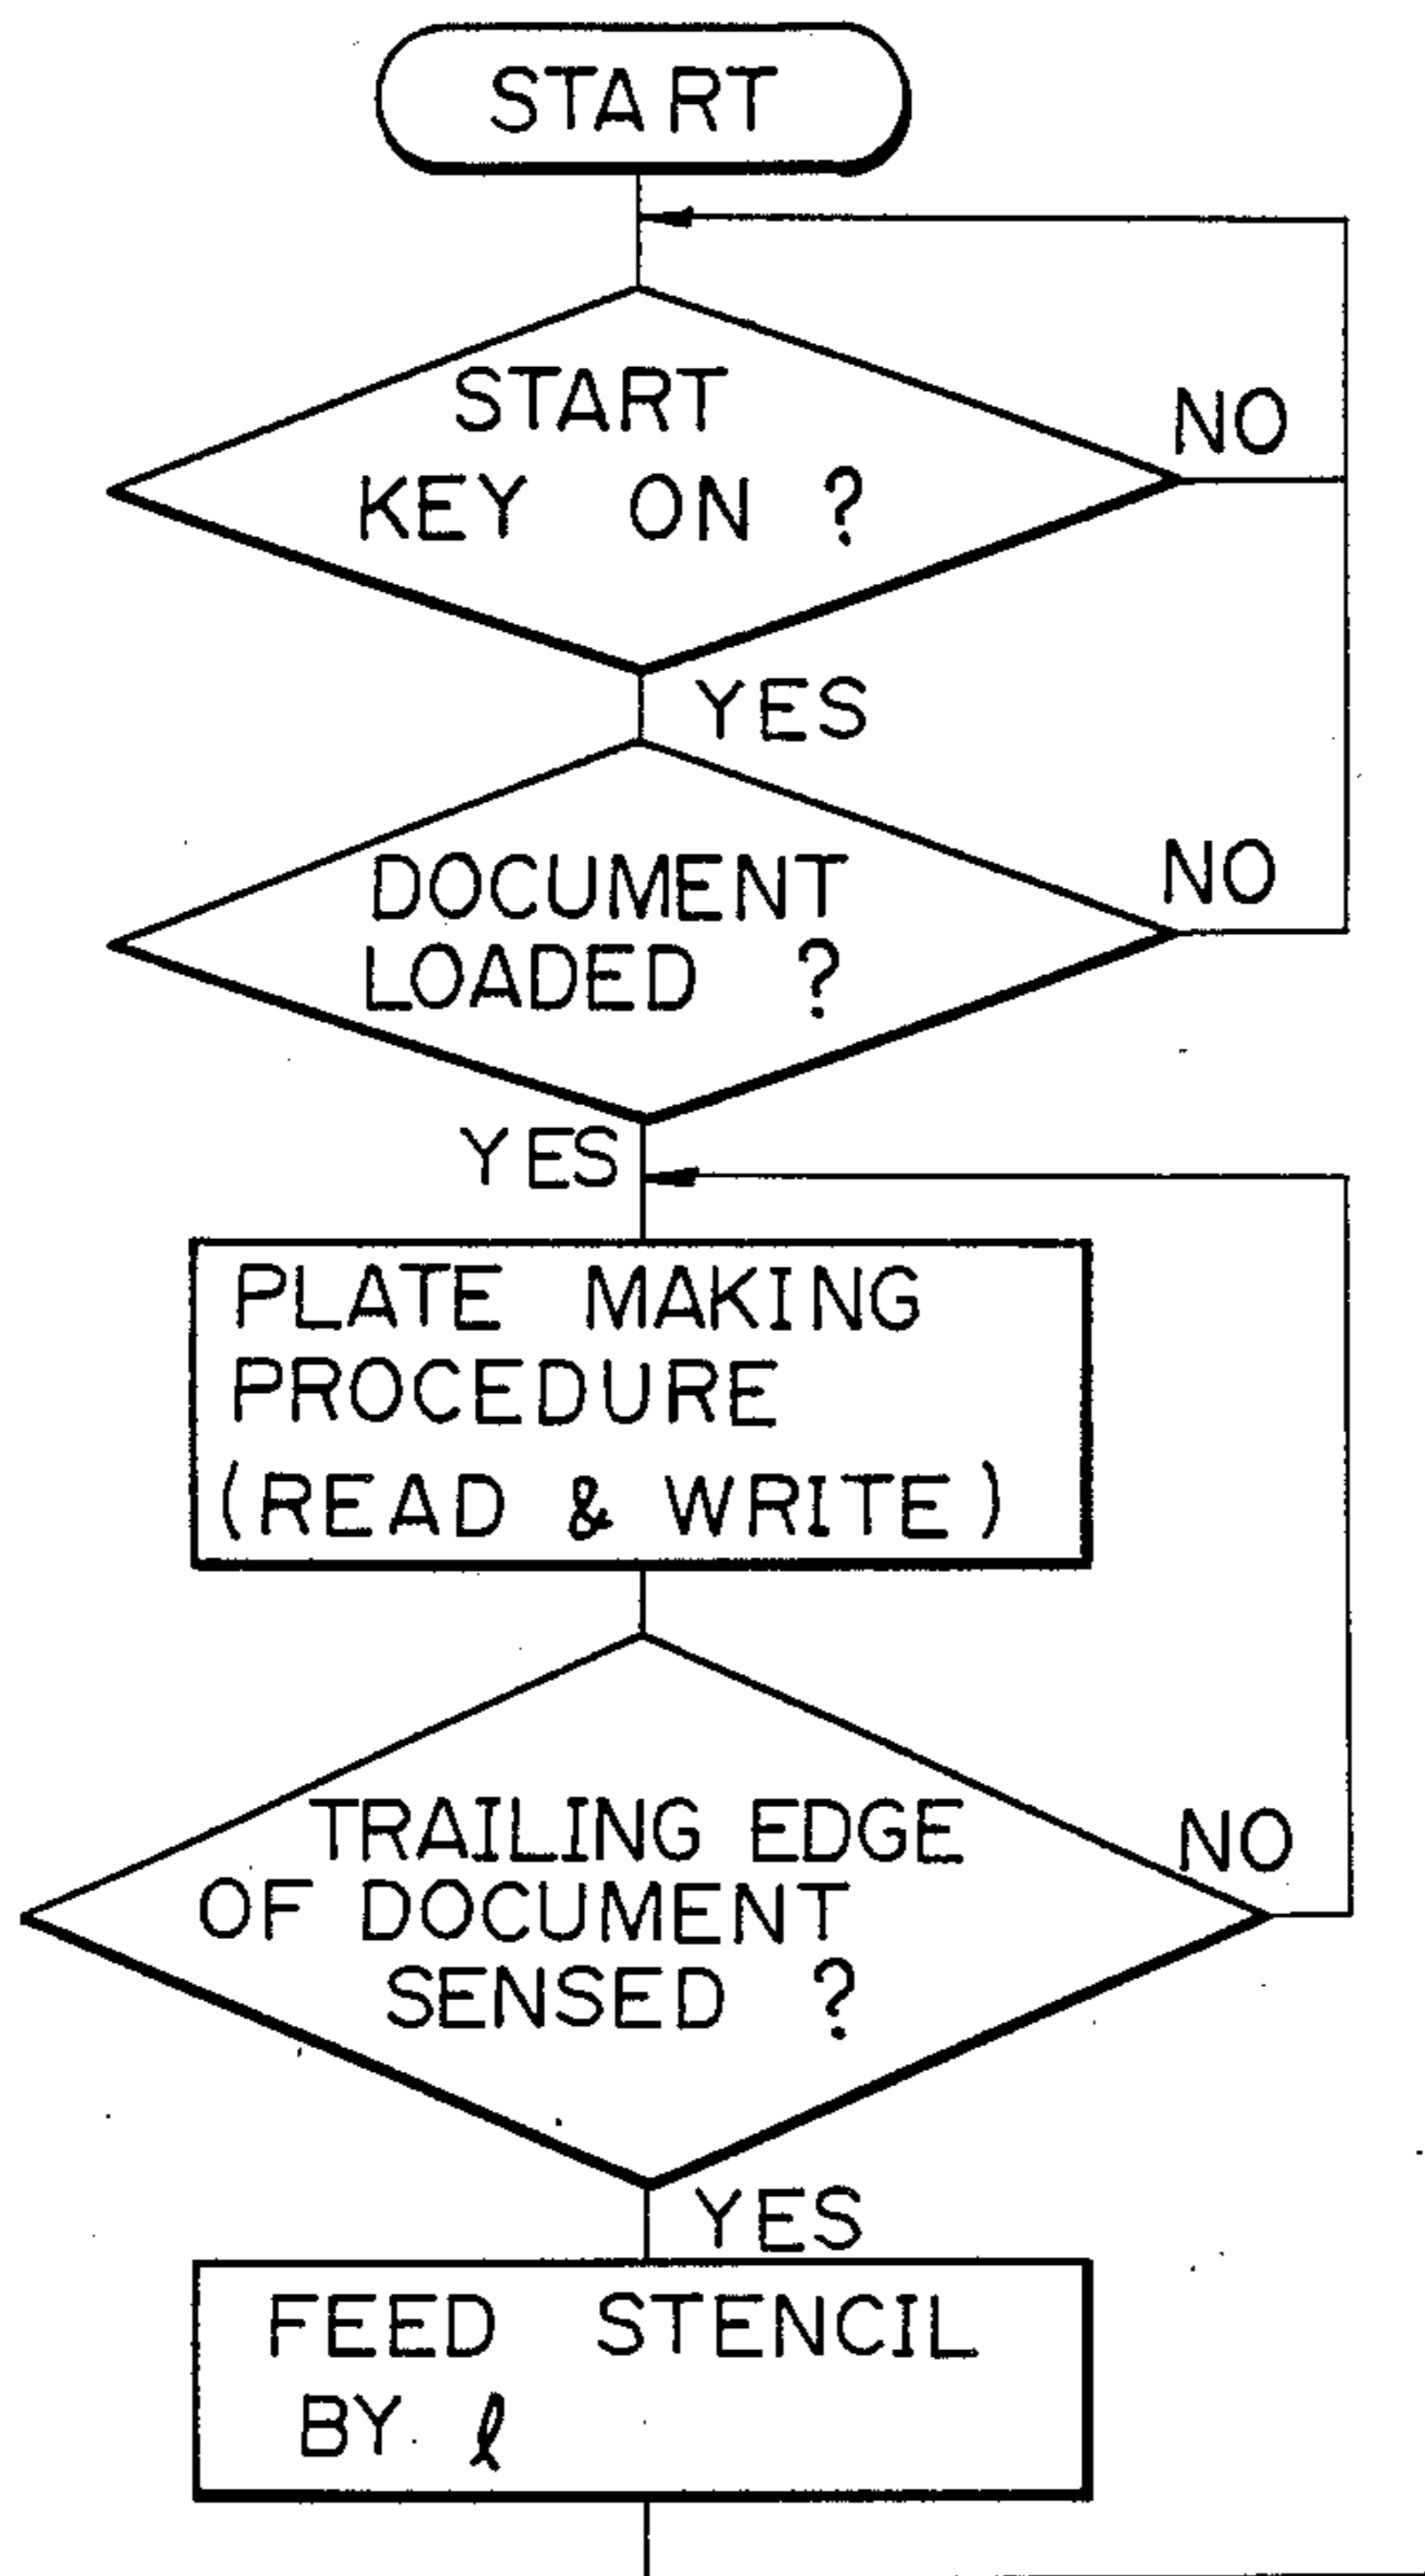 START
START
KEY ON ?
NO
YES
DOCUMENT
LOADED ?
NO
YES
PLATE MAKING
PROCEDURE
(READ & WRITE)
TRAILING EDGE
OF DOCUMENT
SENSED ?
NO
YES
FEED STENCIL
BY ℓ